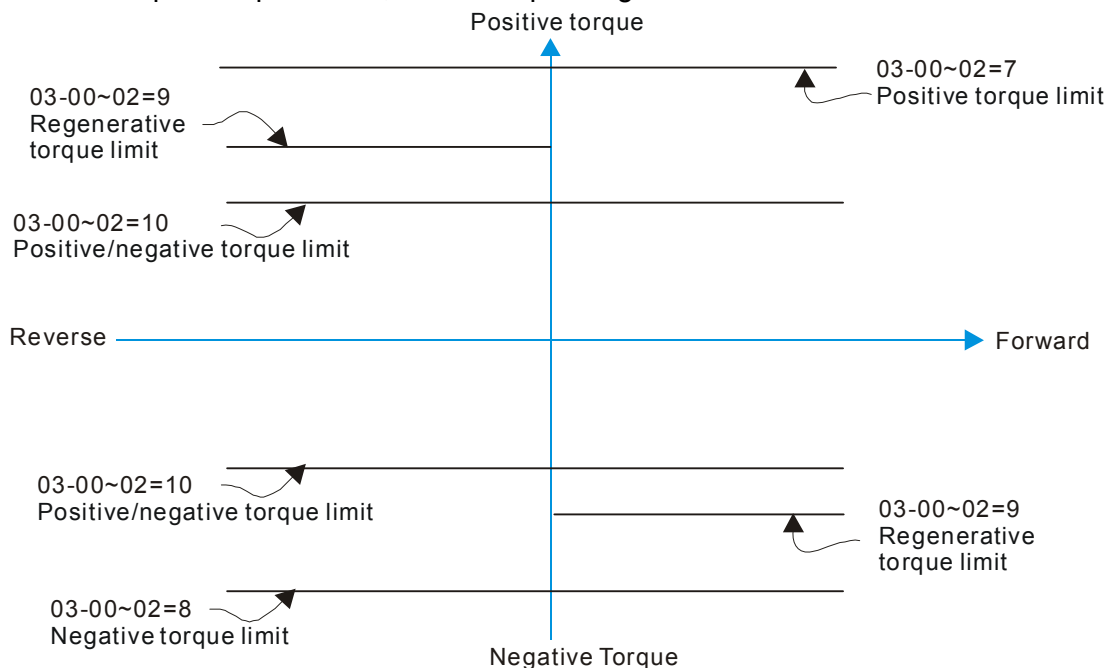 Positive torque
03-00~02=7
Positive torque limit
03-00~02=9
Regenerative
torque limit
03-00~02=10
Positive/negative torque limit
Reverse
Forward
03-00~02=10
Positive/negative torque limit
03-00~02=9
Regenerative
torque limit
03-00~02=8
Negative torque limit
Negative Torque